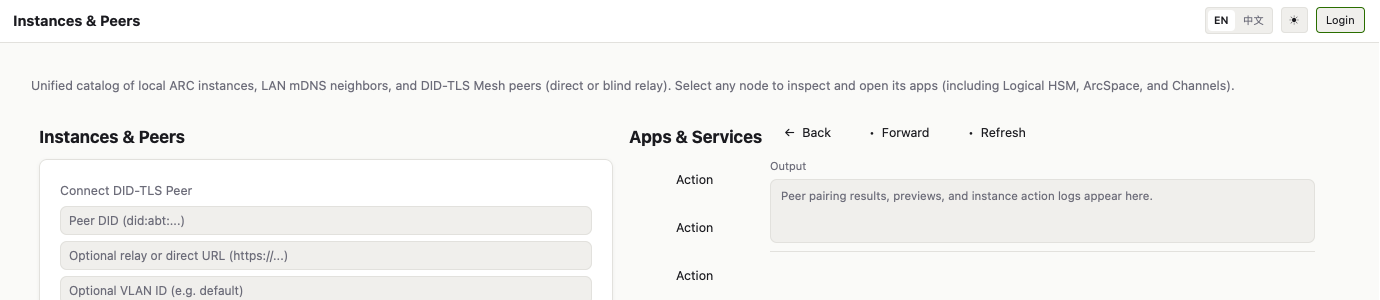 Instances & Peers
EN 中文 Login
Unified catalog of local ARC instances, LAN mDNS neighbors, and DID-TLS Mesh peers (direct or blind relay). Select any node to inspect and open its apps (including Logical HSM, ArcSpace, and Channels).
Instances & Peers
Connect DID-TLS Peer
Peer DID (did:abt:...)
Optional relay or direct URL (https://...)
Optional VLAN ID (e.g. default)
Apps & Services
← Back • Forward • Refresh
Action
Action
Action
Output
Peer pairing results, previews, and instance action logs appear here.